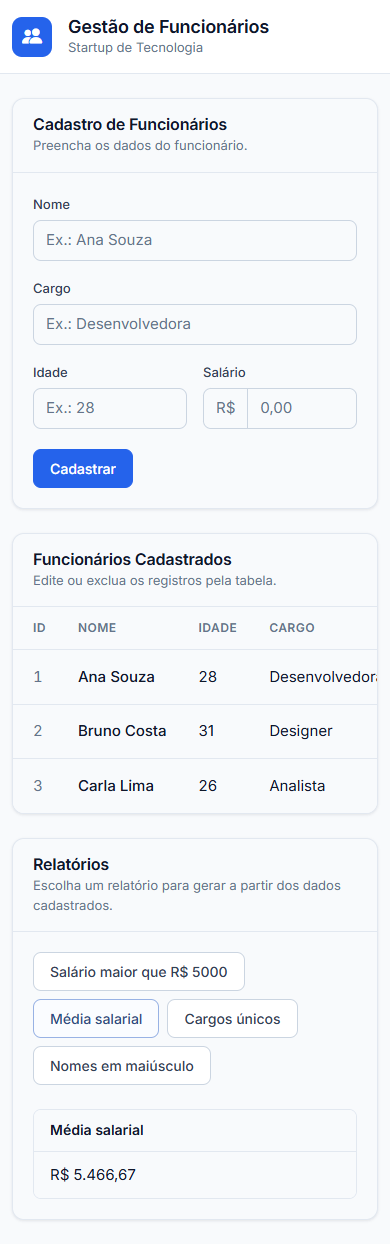 Gestão de Funcionários
Startup de Tecnologia
Cadastro de Funcionários
Preencha os dados do funcionário.
Nome
Ex.: Ana Souza
Cargo
Ex.: Desenvolvedora
Idade Salário
Ex.: 28 R$ 0,00
Cadastrar
Funcionários Cadastrados
Edite ou exclua os registros pela tabela.
ID NOME IDADE CARGO
1 Ana Souza 28 Desenvolvedora
2 Bruno Costa 31 Designer
3 Carla Lima 26 Analista
Relatórios
Escolha um relatório para gerar a partir dos dados
cadastrados.
Salário maior que R$ 5000
Média salarial Cargos únicos
Nomes em maiúsculo
Média salarial
R$ 5.466,67